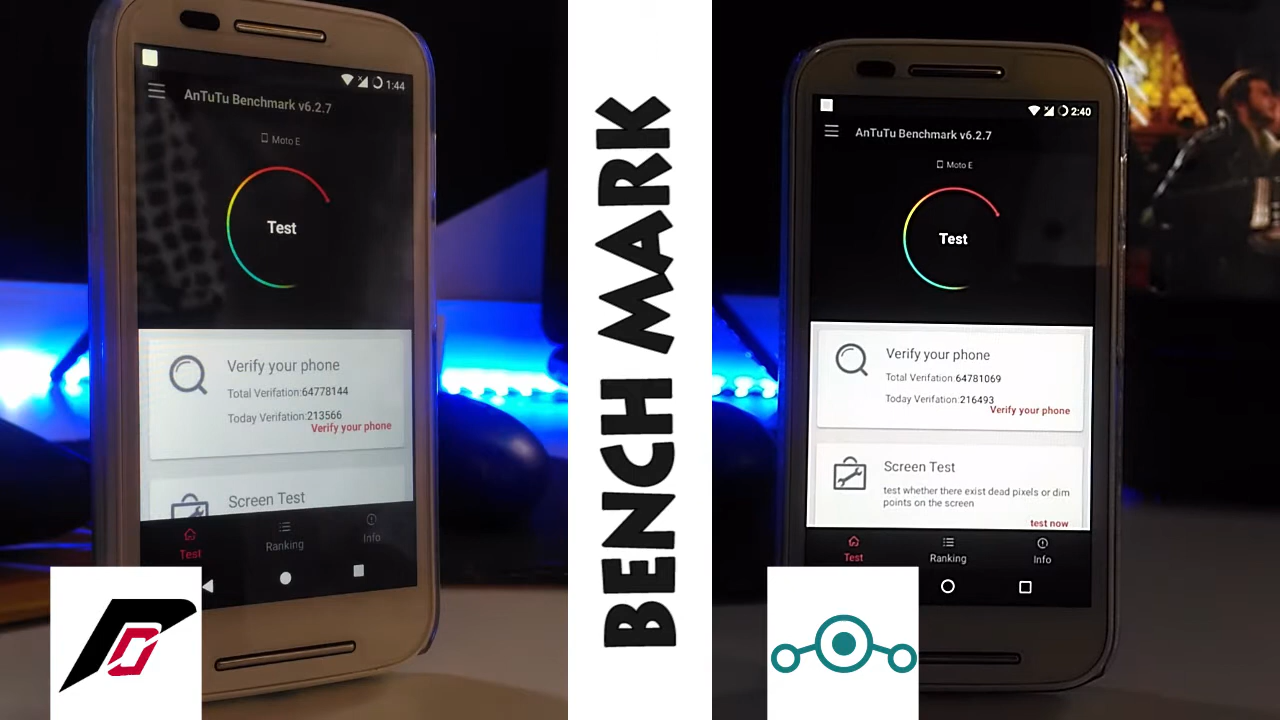 1:44
AnTuTu Benchmark v6.2.7
Moto E
Test
Verify your phone
Total Verifation:64778144
Today Verifation:213566
Verify your phone
Screen Test
Test
Ranking
Info
BENCH MARK
2:40
AnTuTu Benchmark v6.2.7
Moto E
Test
Verify your phone
Total Verifation:64781069
Today Verifation:216493
Verify your phone
Screen Test
test whether there exist dead pixels or dim
points on the screen
test now
Test
Ranking
Info